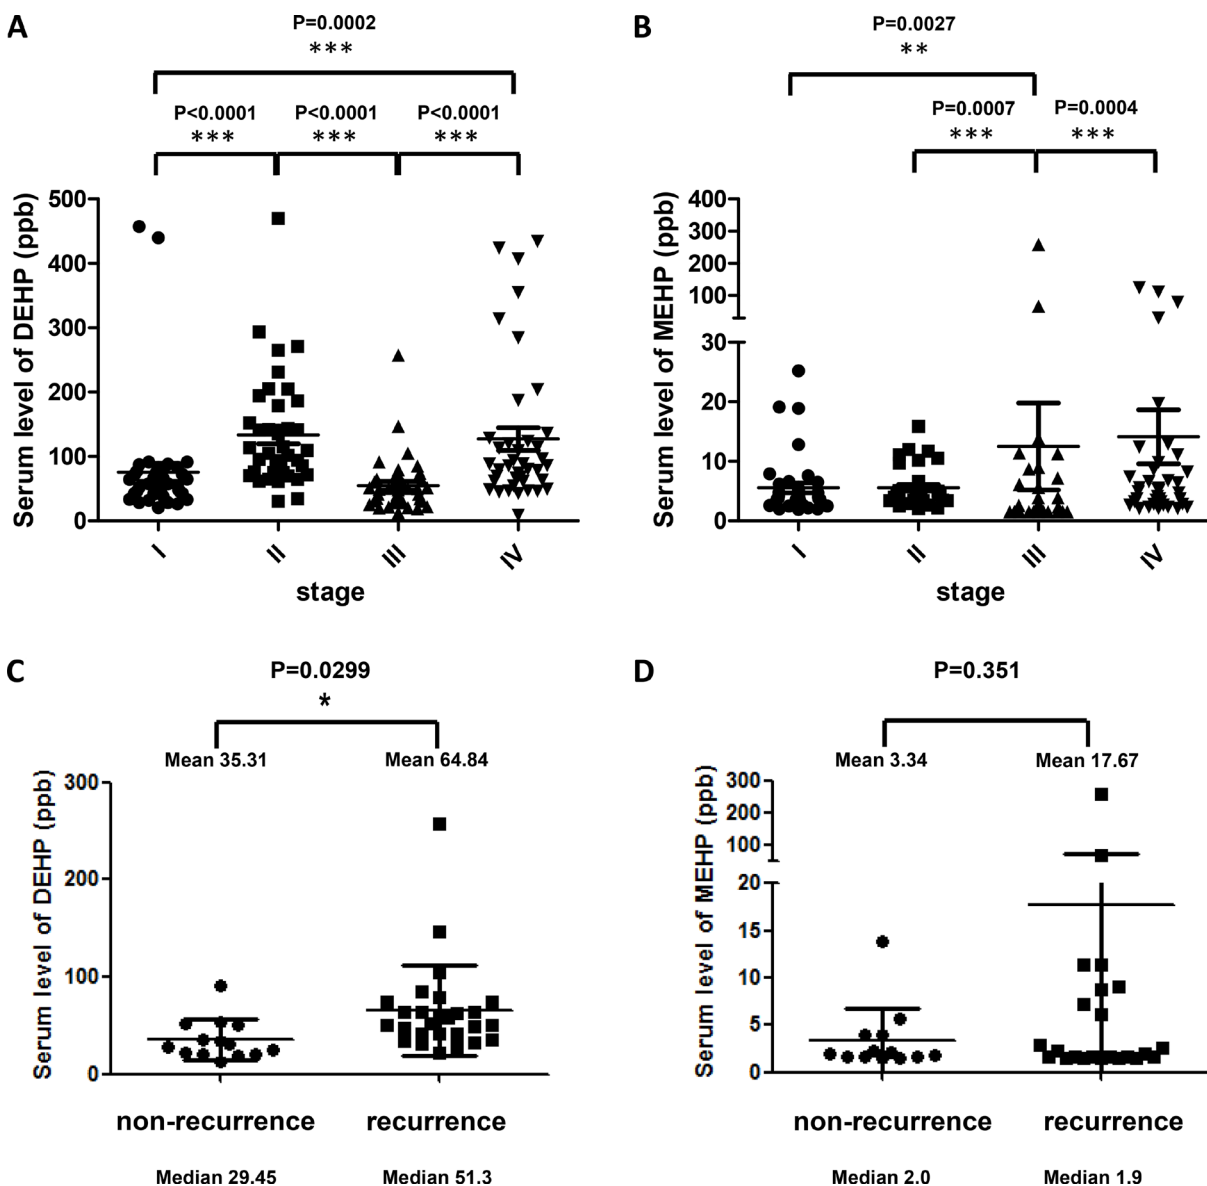 A
P=0.0002
***
P<0.0001
P<0.0001
P<0.0001
***
***
***
Serum level of DEHP (ppb)
500
400
300
200
100
0
I
II
III
IV
stage
B
P=0.0027
**
P=0.0007
P=0.0004
***
***
Serum level of MEHP (ppb)
400
300
200
100
30
20
10
0
I
II
III
IV
stage
C
P=0.0299
*
Mean 35.31
Mean 64.84
Serum level of DEHP (ppb)
300
200
100
0
non-recurrence
recurrence
Median 29.45
Median 51.3
D
P=0.351
Mean 3.34
Mean 17.67
Serum level of MEHP (ppb)
300
200
100
20
15
10
5
0
non-recurrence
recurrence
Median 2.0
Median 1.9